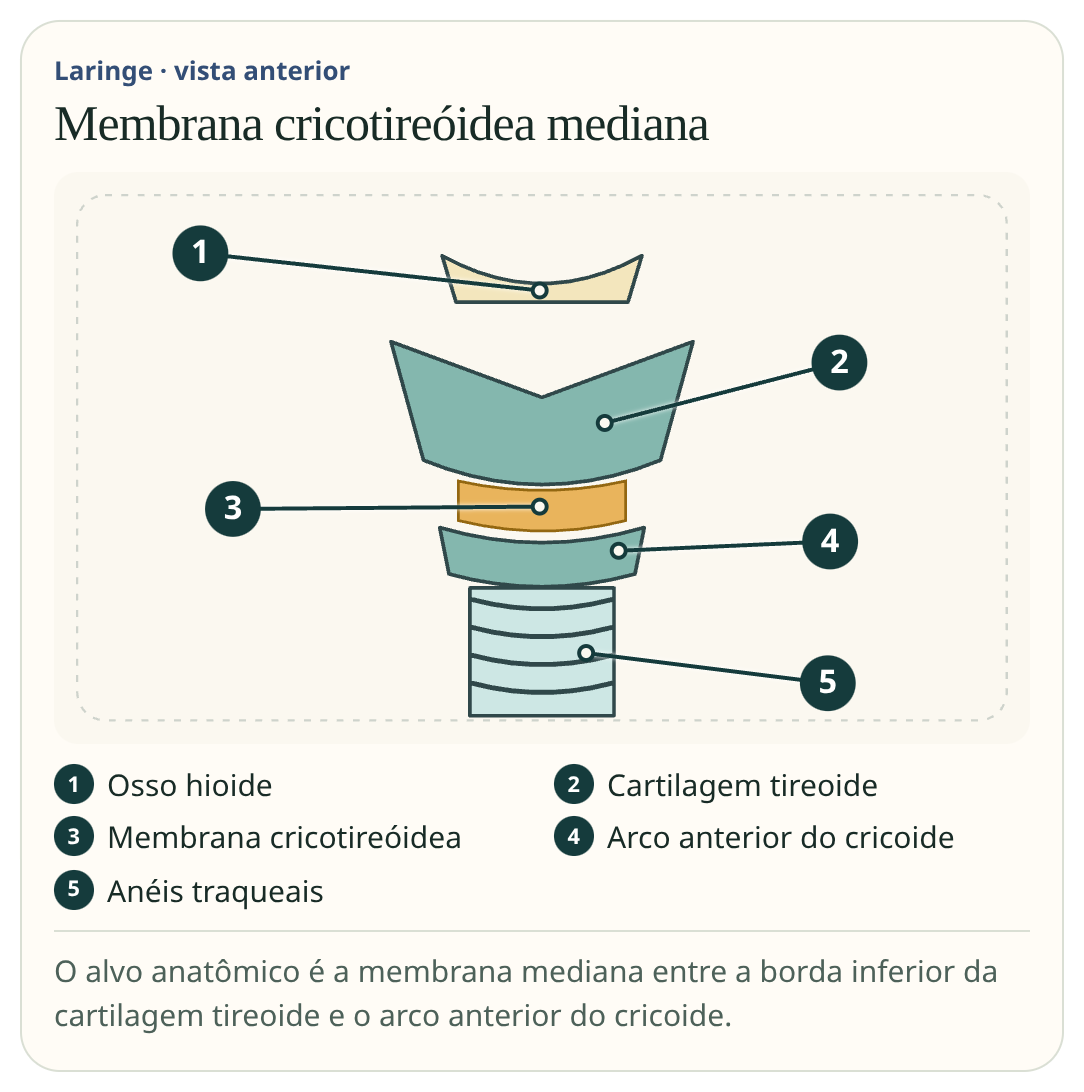 Laringe · vista anterior
Membrana cricotireóidea mediana
1
2
3
4
5
1 Osso hioide
2 Cartilagem tireoide
3 Membrana cricotireóidea
4 Arco anterior do cricoide
5 Anéis traqueais
O alvo anatômico é a membrana mediana entre a borda inferior da
cartilagem tireoide e o arco anterior do cricoide.